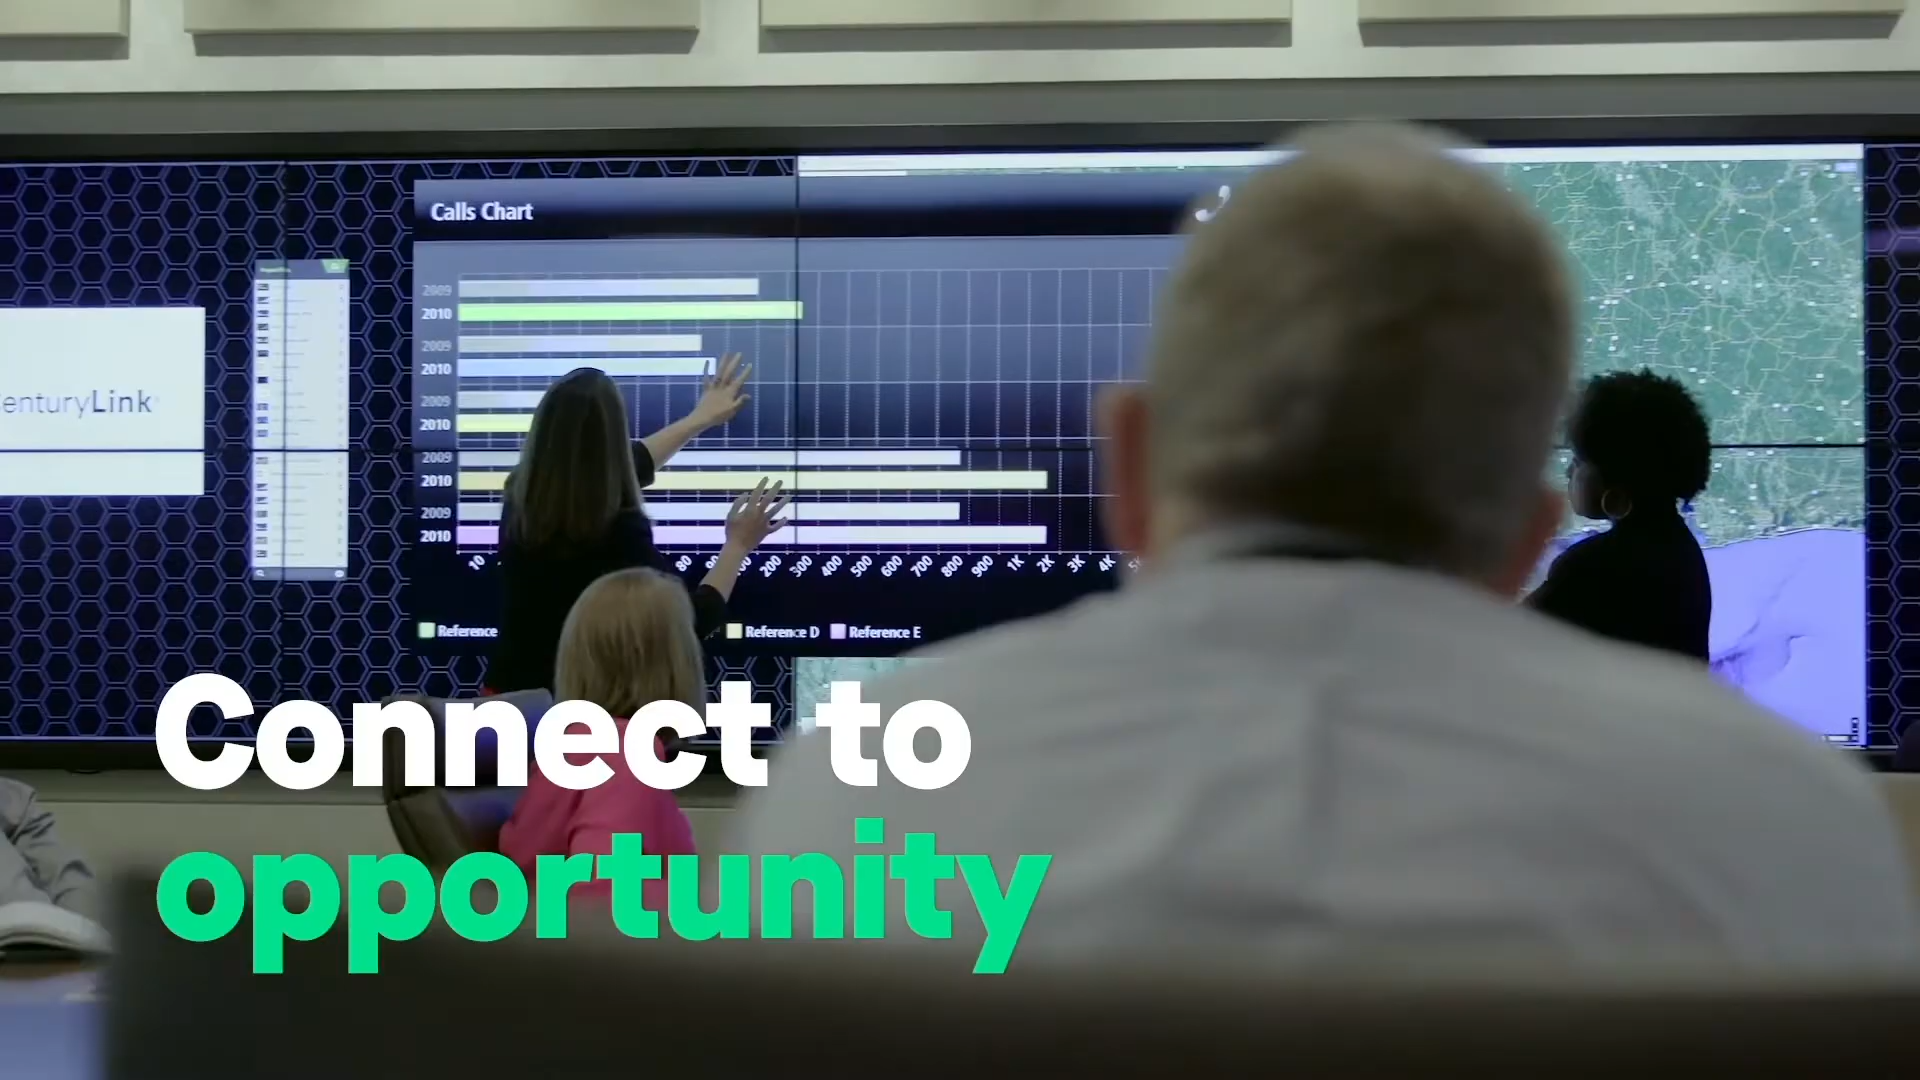 Calls Chart
2009
2010
2009
2010
2009
2010
2009
2010
2009
2010
10 80 200 300 400 500 600 700 800 900 1K 2K 3K 4K
Reference
Reference D
Reference E
enturyLink
Connect to
opportunity